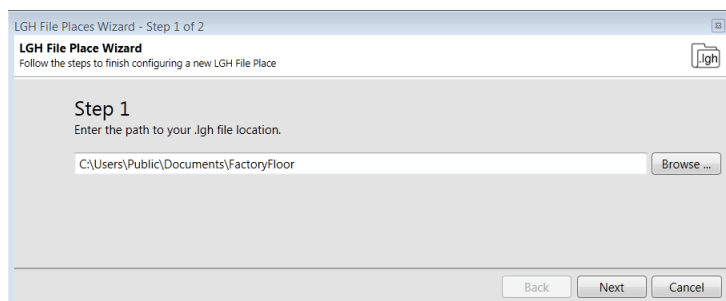 LGH File Places Wizard - Step 1 of 2
LGH File Place Wizard
Follow the steps to finish configuring a new LGH File Place
.lgh
Step 1
Enter the path to your .lgh file location.
C:\Users\Public\Documents\FactoryFloor
Browse ...
Back
Next
Cancel